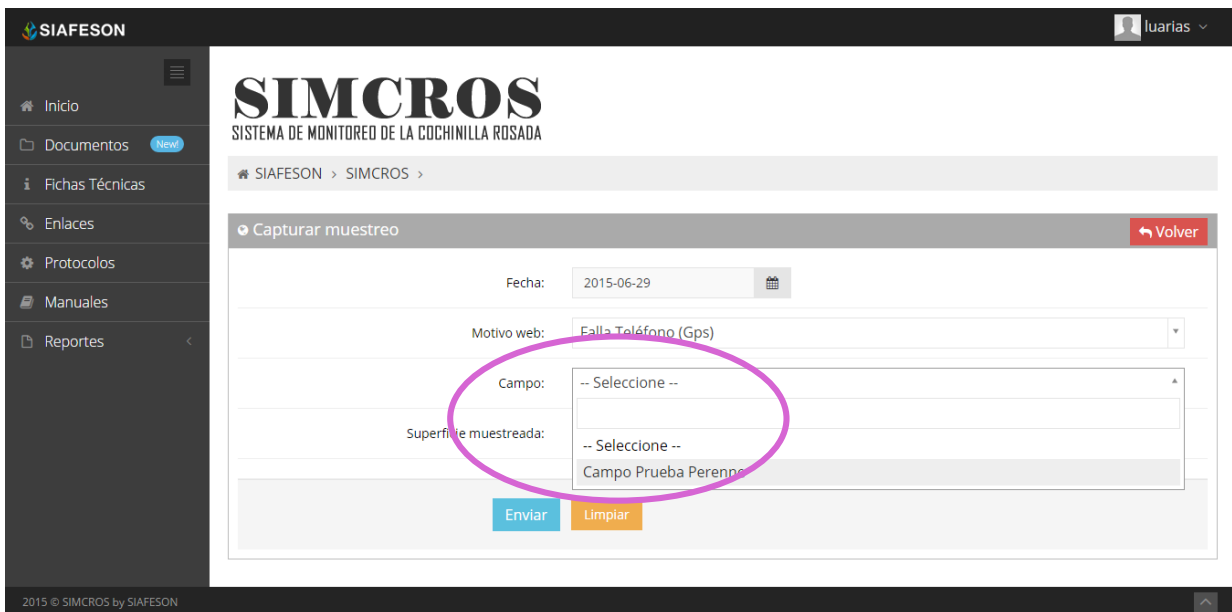 SIAFESON
luarias
Inicio
Documentos New!
Fichas Técnicas
Enlaces
Protocolos
Manuales
Reportes
SIMCROS
SISTEMA DE MONITOREO DE LA COCHINILLA ROSADA
SIAFESON > SIMCROS >
Capturar muestreo
Volver
Fecha: 2015-06-29
Motivo web: Falla Teléfono (Gps)
Campo: -- Seleccione --
Superficie muestreada:
-- Seleccione --
Campo Prueba Perenne
Enviar Limpiar
2015 © SIMCROS by SIAFESON